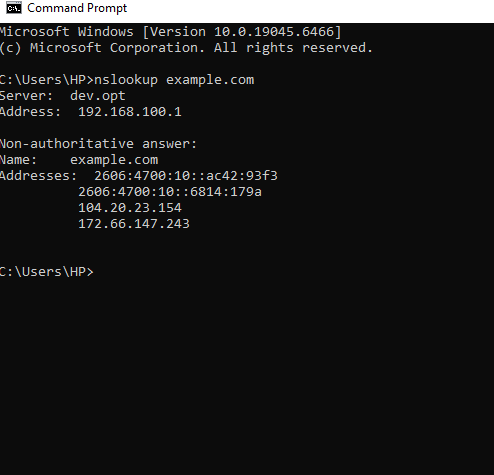 Command Prompt
Microsoft Windows [Version 10.0.19045.6466]
(c) Microsoft Corporation. All rights reserved.
C:\Users\HP>nslookup example.com
Server:  dev.opt
Address:  192.168.100.1
Non-authoritative answer:
Name:    example.com
Addresses:  2606:4700:10::ac42:93f3
          2606:4700:10::6814:179a
          104.20.23.154
          172.66.147.243
C:\Users\HP>